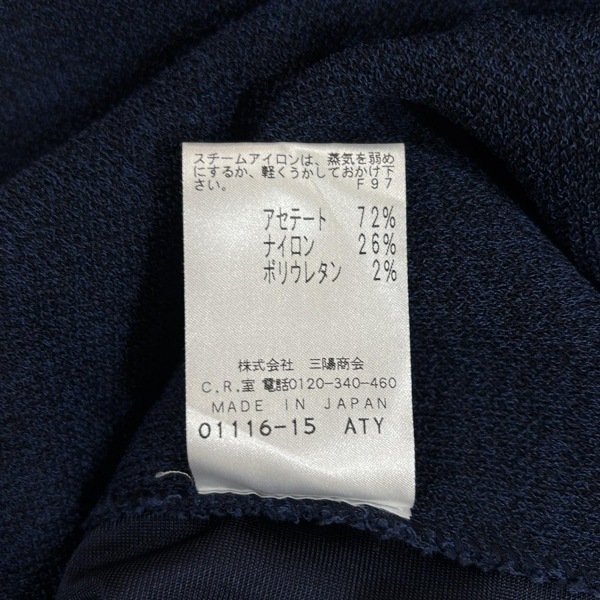 スチームアイロンは、蒸気を弱め
にするか、軽くうかしておかけ下
さい。 F97
アセテート 72%
ナイロン 26%
ポリウレタン 2%
株式会社 三陽商会
C.R.室 電話0120-340-460
MADE IN JAPAN
01116-15 ATY